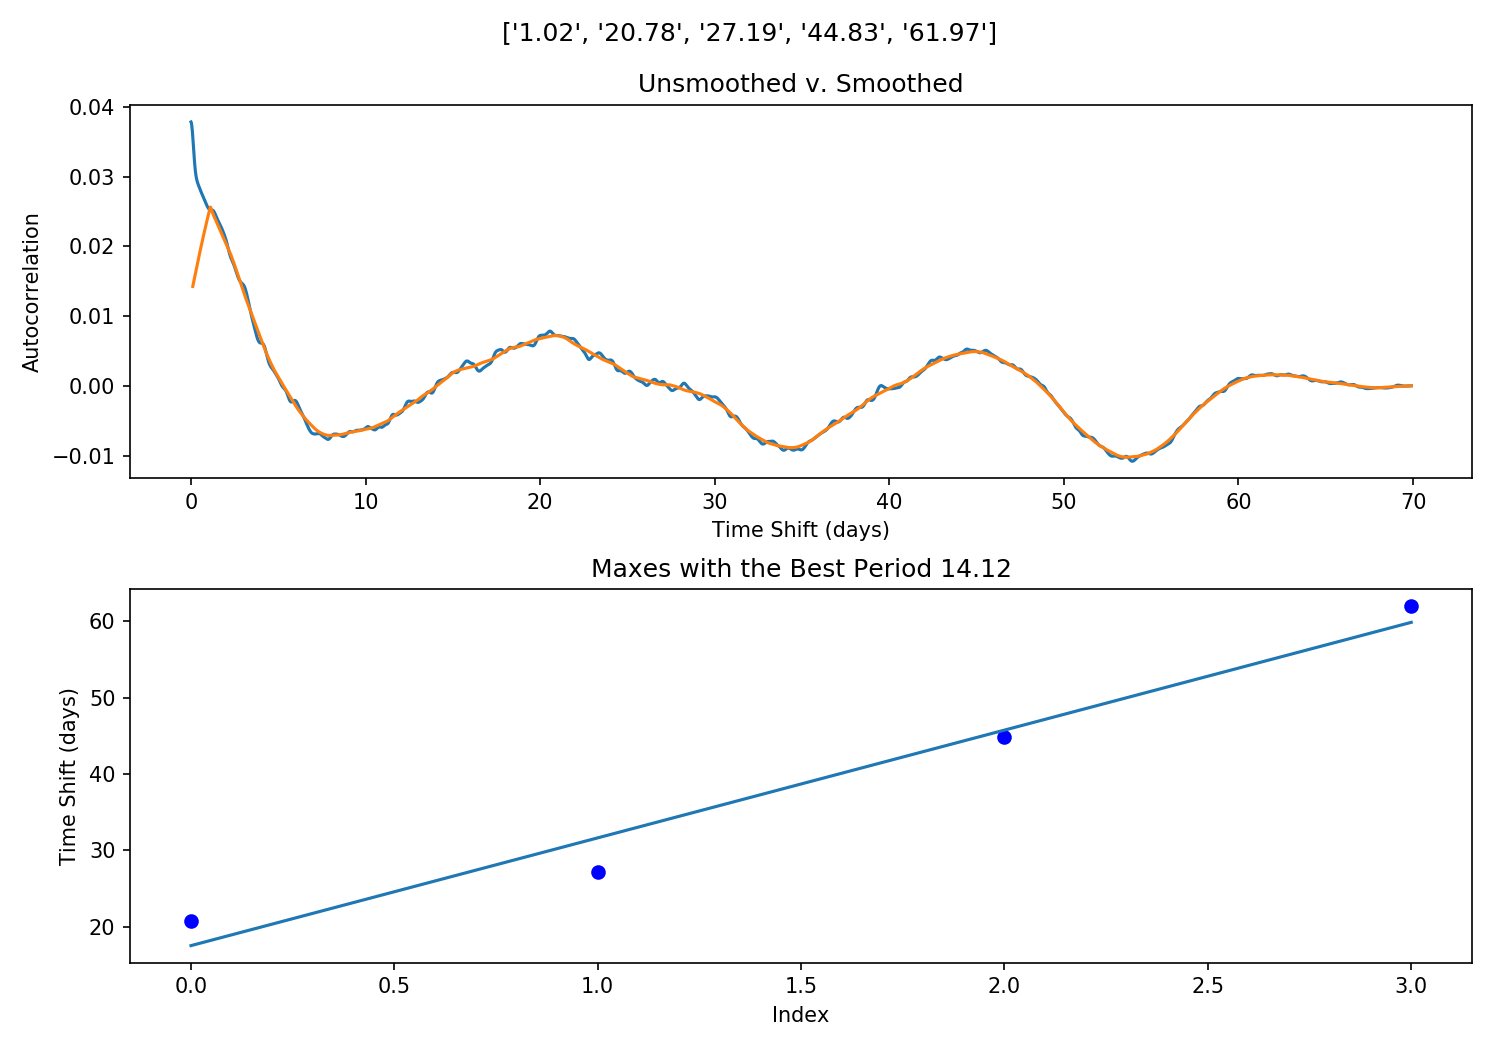 ['1.02', '20.78', '27.19', '44.83', '61.97']
Unsmoothed v. Smoothed
Autocorrelation
0.04
0.03
0.02
0.01
0.00
−0.01
0 10 20 30 40 50 60 70
Time Shift (days)
Maxes with the Best Period 14.12
Time Shift (days)
60
50
40
30
20
0.0 0.5 1.0 1.5 2.0 2.5 3.0
Index